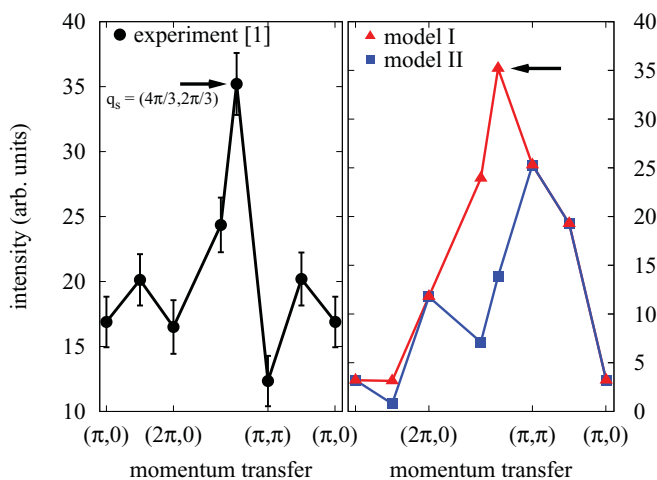 intensity (arb. units)
40
35
30
25
20
15
10
experiment [1]
qs = (4π/3,2π/3)
(π,0)
(2π,0)
(π,π)
(π,0)
momentum transfer
model I
model II
40
35
30
25
20
15
10
5
0
(2π,0)
(π,π)
(π,0)
momentum transfer